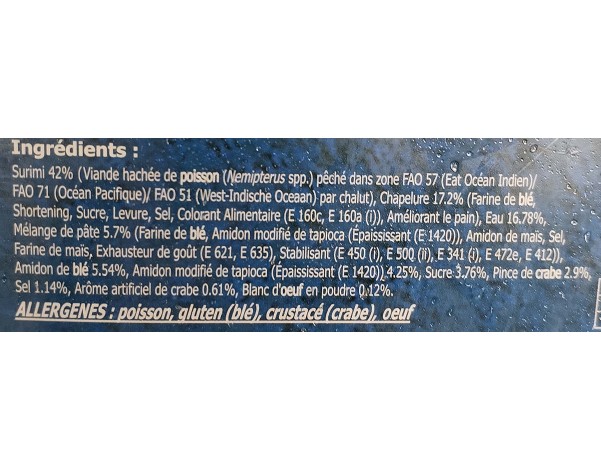 Ingrédients :
Surimi 42% (Viande hachée de poisson (Nemipterus spp.) pêché dans zone FAO 57 (Eat Océan Indien)/
FAO 71 (Océan Pacifique)/ FAO 51 (West-Indische Oceaan) par chalut), Chapelure 17.2% (Farine de blé,
Shortening, Sucre, Levure, Sel, Colorant Alimentaire (E 160c, E 160a (i)), Améliorant le pain), Eau 16.78%,
Mélange de pâte 5.7% (Farine de blé, Amidon modifié de tapioca (Épaississant (E 1420)), Amidon de maïs, Sel,
Farine de maïs, Exhausteur de goût (E 621, E 635), Stabilisant (E 450 (i), E 500 (ii), E 341 (i), E 472e, E 412)),
Amidon de blé 5.54%, Amidon modifié de tapioca (Épaississant (E 1420)) 4.25%, Sucre 3.76%, Pince de crabe 2.9%,
Sel 1.14%, Arôme artificiel de crabe 0.61%, Blanc d'oeuf en poudre 0.12%.
ALLERGENES : poisson, gluten (blé), crustacé (crabe), oeuf